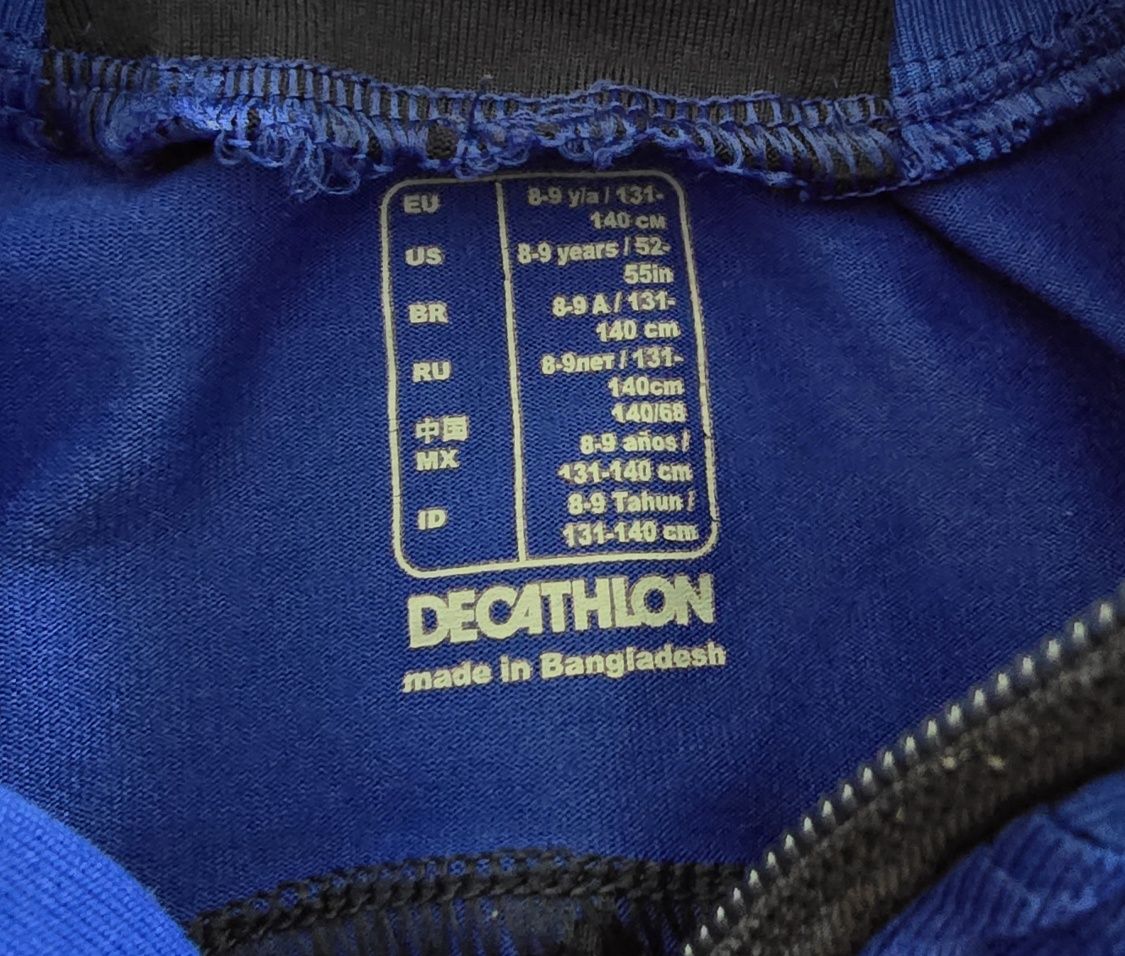 EU 8-9 y/a / 131-
140 см
US 8-9 years / 52-
55in
BR 8-9 A / 131-
140 cm
RU 8-9лет / 131-
140cm
中国 140/68
MX 8-9 años /
131-140 cm
ID 8-9 Tahun /
131-140 cm
DECATHLON
made in Bangladesh